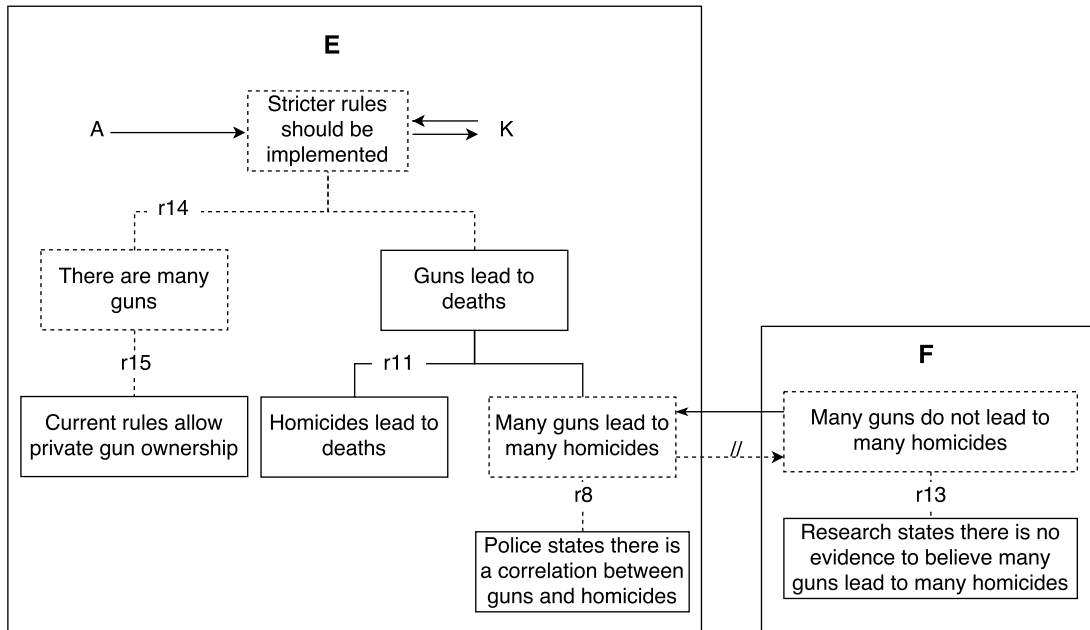 E
Stricter rules
should be
implemented
A
K
r14
There are many
guns
Guns lead to
deaths
r15
r11
F
Current rules allow
private gun ownership
Homicides lead to
deaths
Many guns lead to
many homicides
Many guns do not lead to
many homicides
//
r8
r13
Police states there is
a correlation between
guns and homicides
Research states there is no
evidence to believe many
guns lead to many homicides